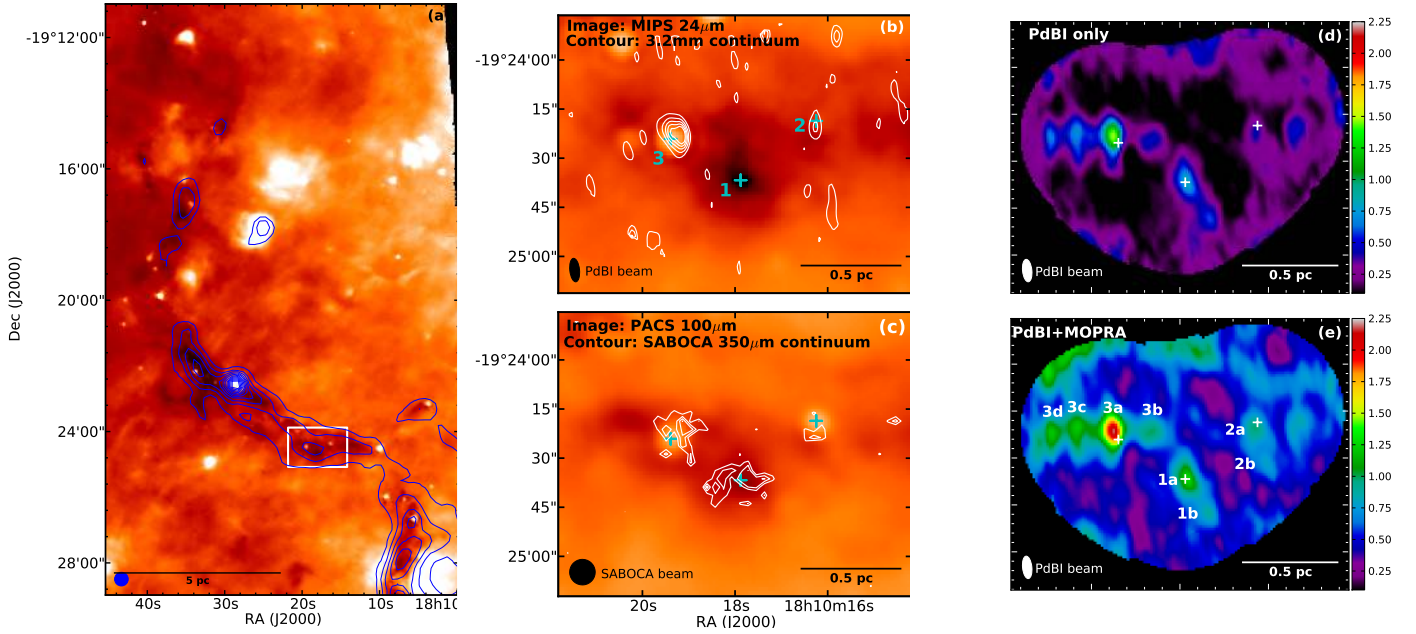 (a)
-19°12'00"
16'00"
20'00"
24'00"
28'00"
Dec (J2000)
5 pc
40s
30s
20s
10s
18h10
RA (J2000)
Image: MIPS 24μm
(b)
Contour: 3.2mm continuum
-19°24'00"
15"
30"
45"
25'00"
2
3
1
PdBI beam
0.5 pc
Image: PACS 100μm
(c)
Contour: SABOCA 350μm continuum
-19°24'00"
15"
30"
45"
25'00"
SABOCA beam
0.5 pc
20s
18s
18h10m16s
RA (J2000)
PdBI only
(d)
PdBI beam
0.5 pc
2.25
2.00
1.75
1.50
1.25
1.00
0.75
0.50
0.25
PdBI+MOPRA
(e)
3d
3c
3a
3b
2a
2b
1a
1b
PdBI beam
0.5 pc
2.25
2.00
1.75
1.50
1.25
1.00
0.75
0.50
0.25